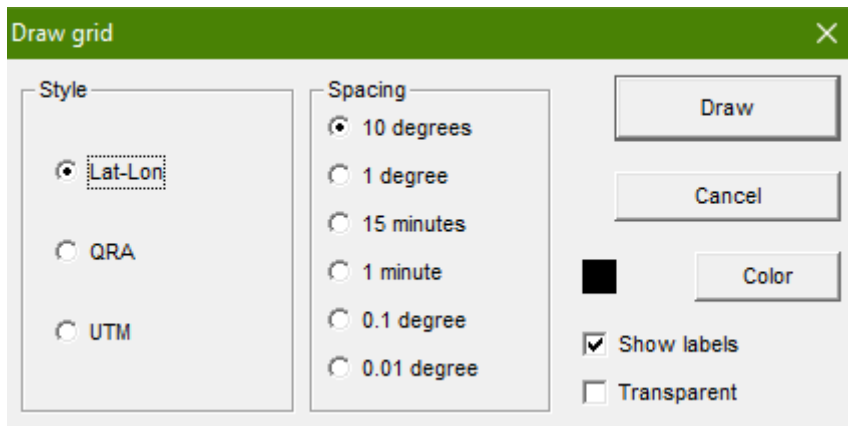 Draw grid
Style
Lat-Lon
QRA
UTM
Spacing
10 degrees
1 degree
15 minutes
1 minute
0.1 degree
0.01 degree
Draw
Cancel
Color
Show labels
Transparent